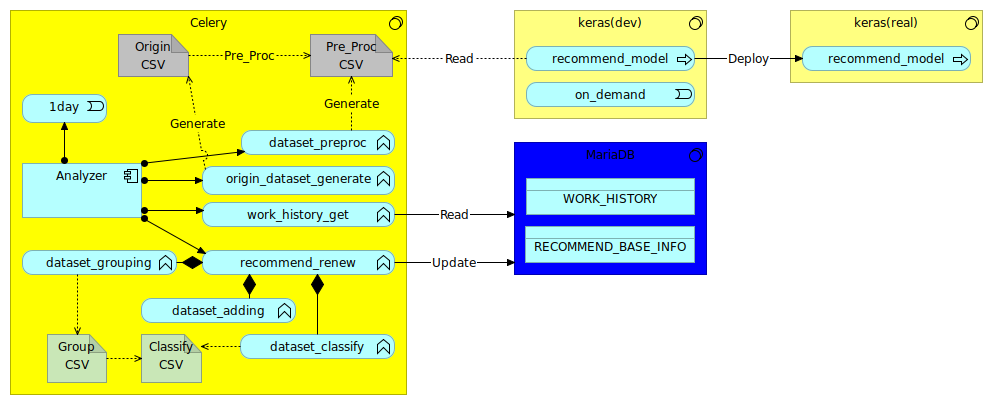 Celery
keras(dev)
keras(real)
Origin
CSV
Pre_Proc
Pre_Proc
CSV
Read
recommend_model
Deploy
recommend_model
on_demand
1day
Generate
Generate
dataset_preproc
MariaDB
Analyzer
origin_dataset_generate
WORK_HISTORY
work_history_get
Read
RECOMMEND_BASE_INFO
dataset_grouping
recommend_renew
Update
dataset_adding
Group
CSV
Classify
CSV
dataset_classify